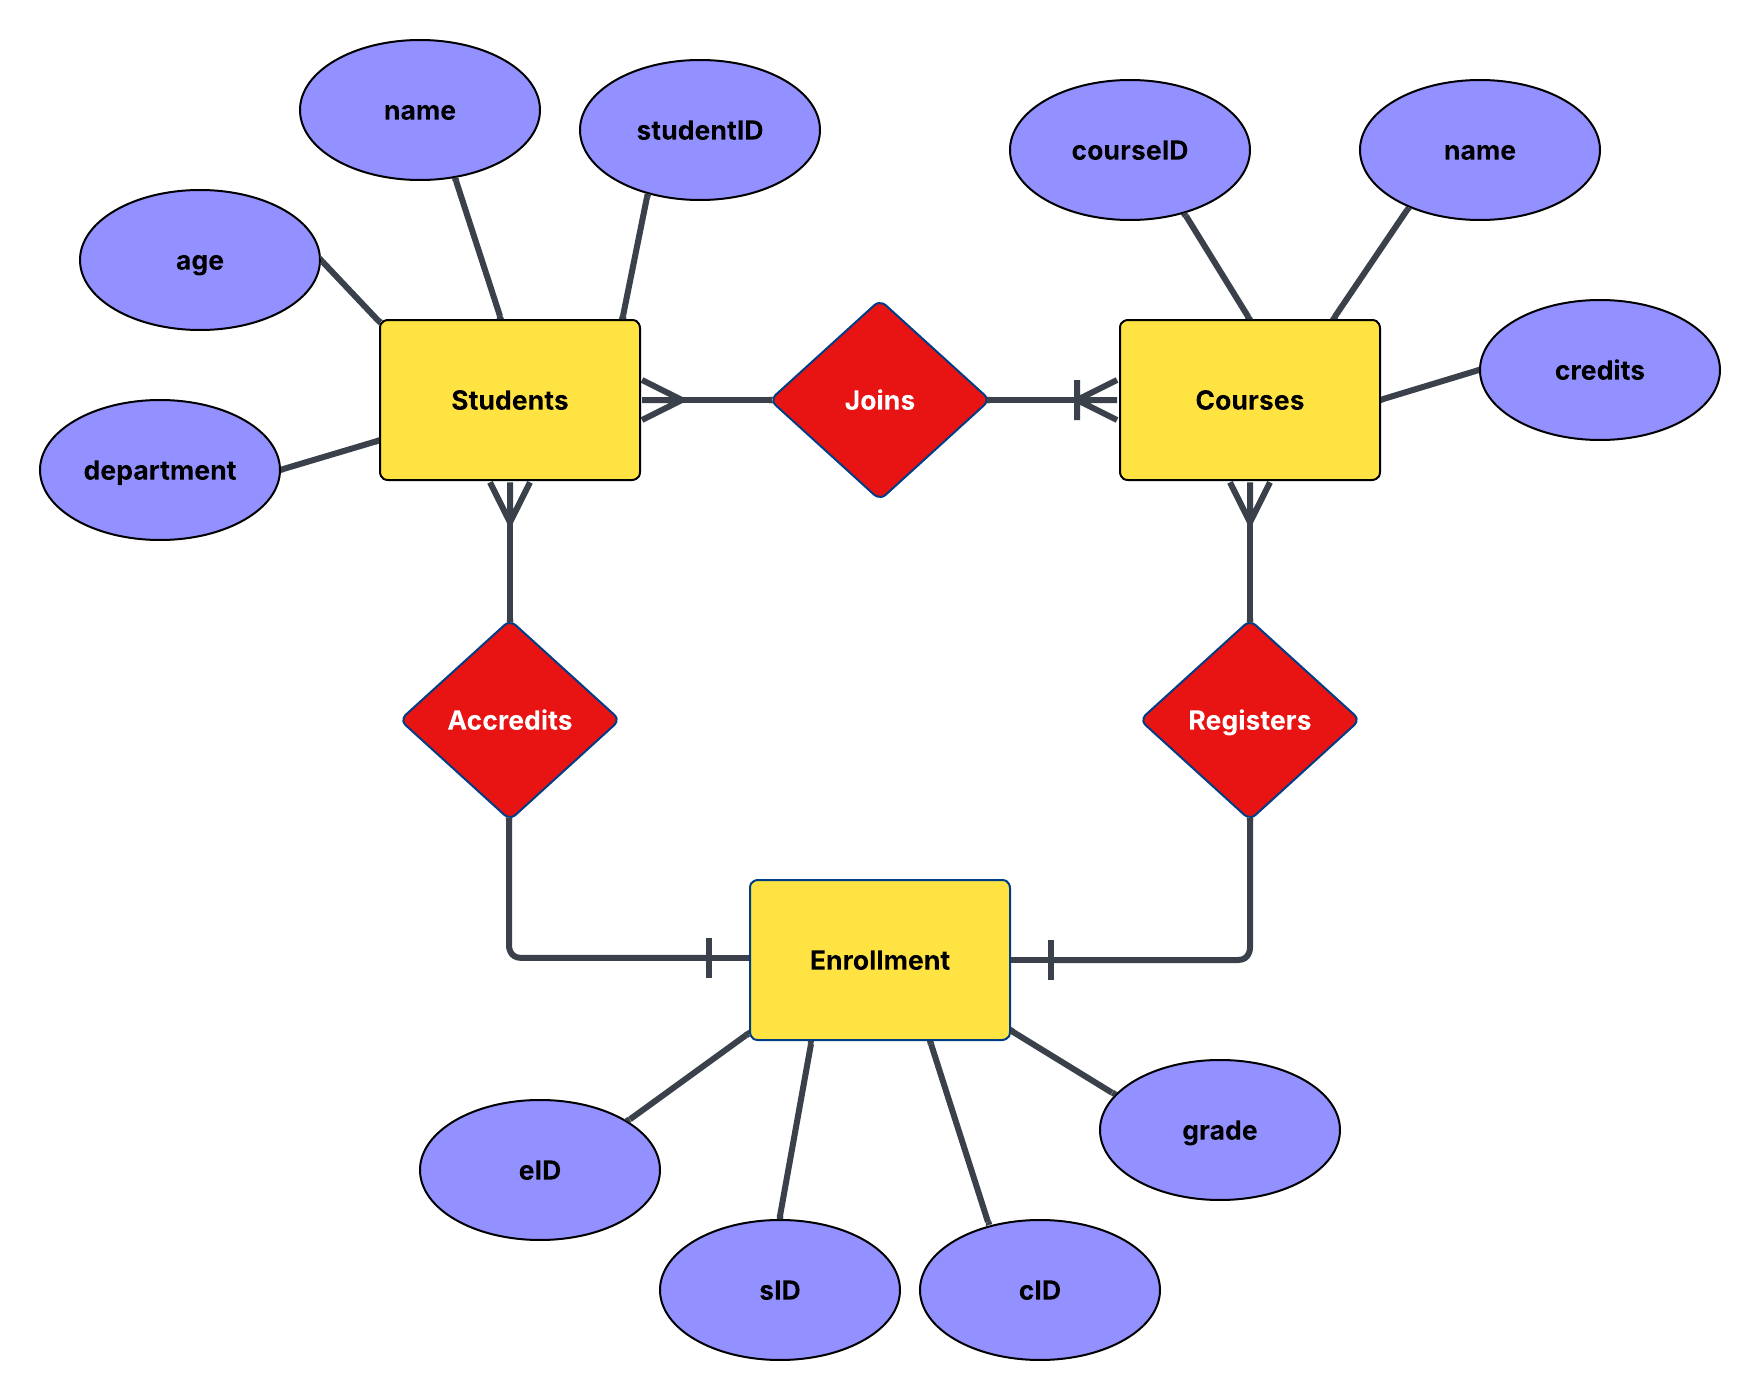 name
studentID
courseID
name
age
credits
Students
Joins
Courses
department
Accredits
Registers
Enrollment
grade
eID
sID
cID